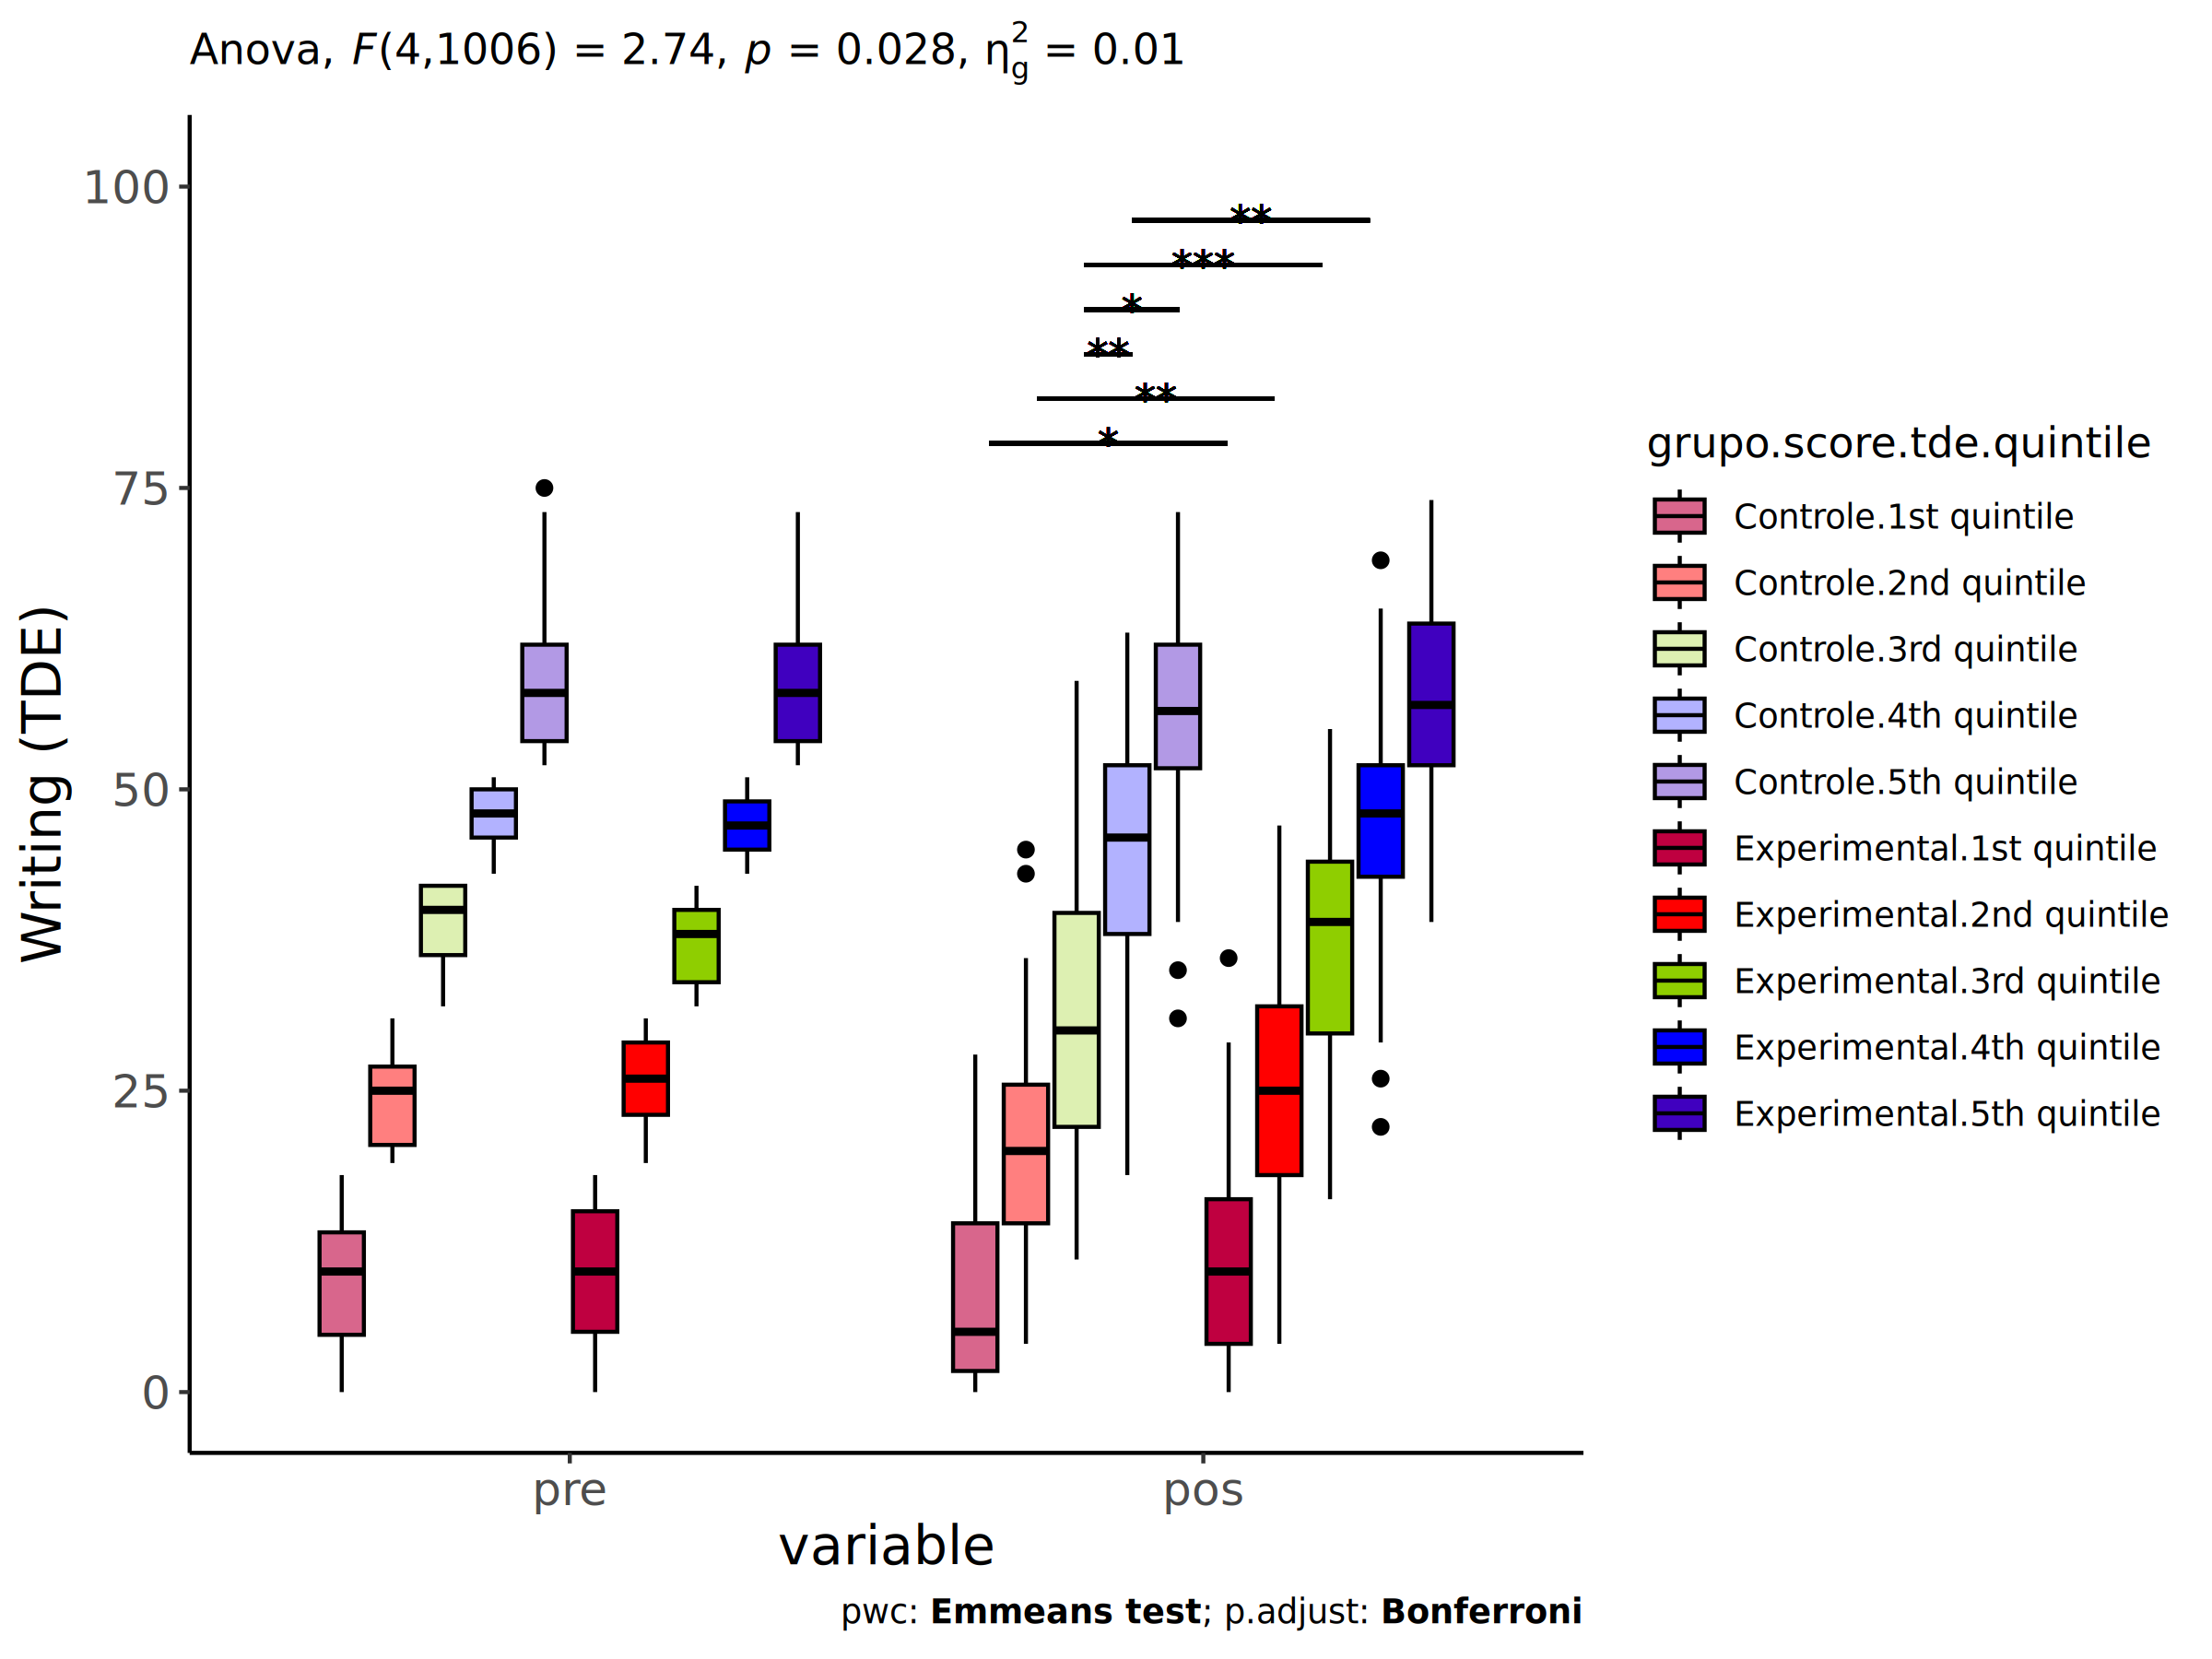 Anova, F(4,1006) = 2.74, p = 0.028, η²g = 0.01
100
75
50
25
0
Writing (TDE)
**
***
*
**
**
*
pre
pos
variable
pwc: Emmeans test; p.adjust: Bonferroni
grupo.score.tde.quintile
Controle.1st quintile
Controle.2nd quintile
Controle.3rd quintile
Controle.4th quintile
Controle.5th quintile
Experimental.1st quintile
Experimental.2nd quintile
Experimental.3rd quintile
Experimental.4th quintile
Experimental.5th quintile